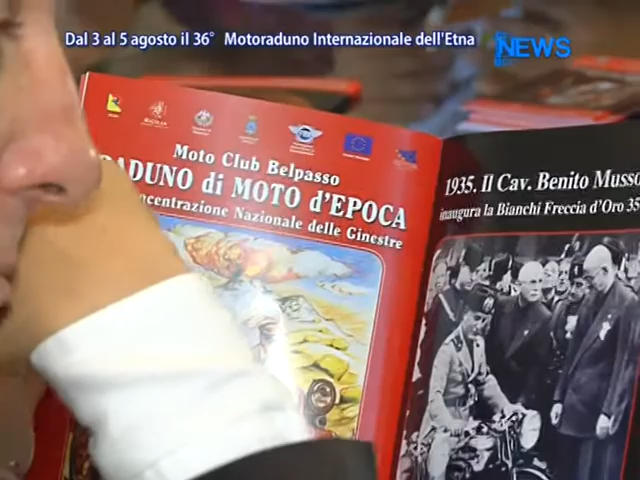 Dal 3 al 5 agosto il 36° Motoraduno Internazionale dell'Etna
NEWS
Moto Club Belpasso
RADUNO di MOTO d'EPOCA
Concentrazione Nazionale delle Ginestre
1935. Il Cav. Benito Musso
inaugura la Bianchi Freccia d'Oro 35
NEWS